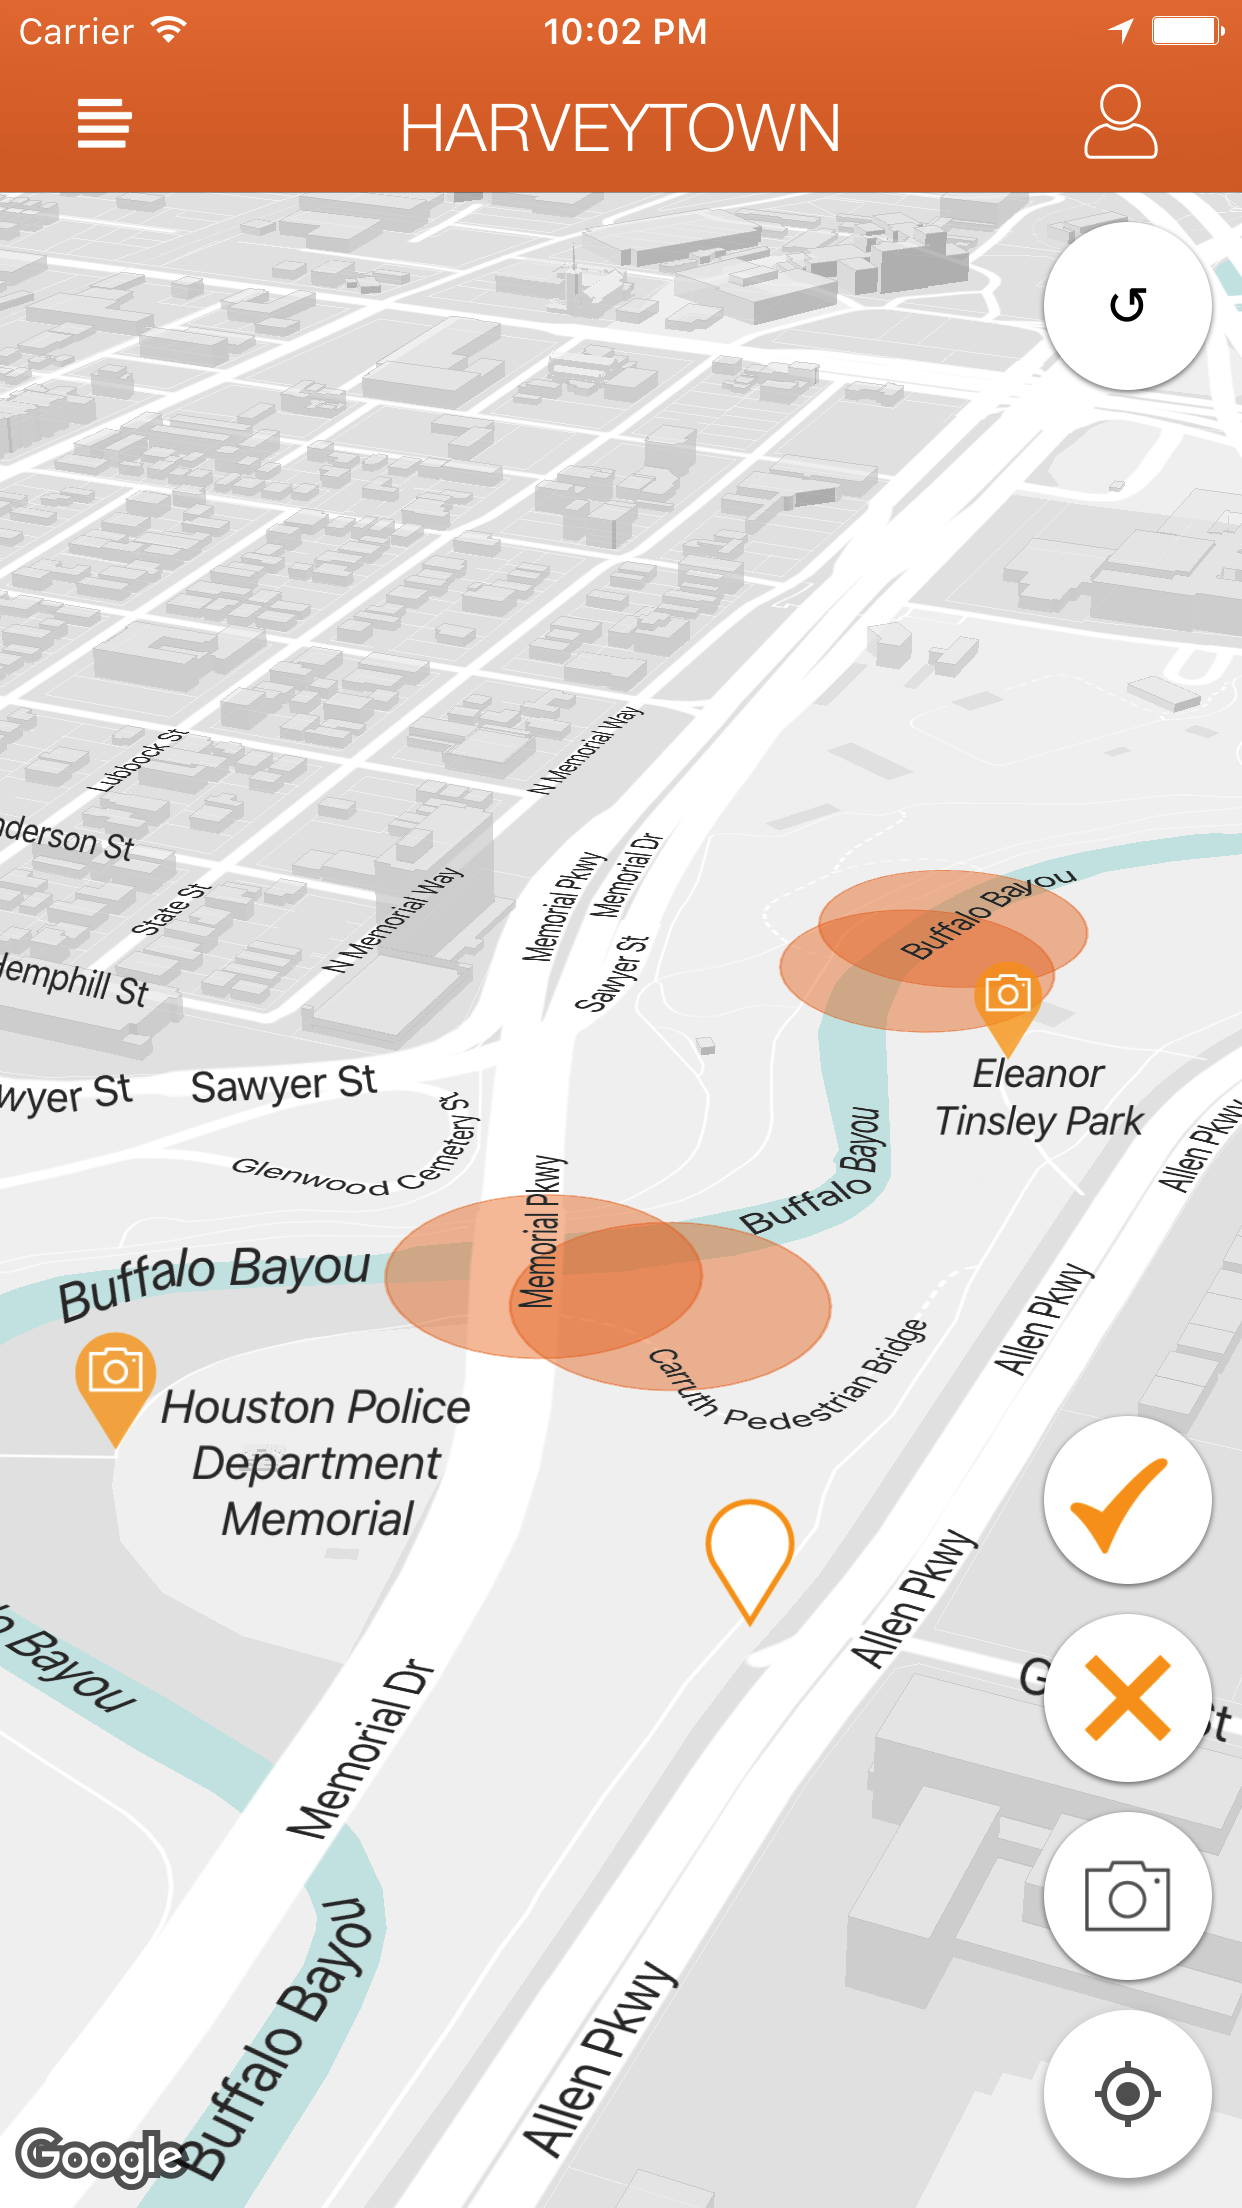 Carrier
10:02 PM
HARVEYTOWN
Lubbock St
N Memorial Way
nderson St
Memorial Pkwy
Memorial Dr
State St
N Memorial Way
Buffalo Bayou
Sawyer St
Hemphill St
Eleanor
Tinsley Park
wyer St
Sawyer St
Glenwood Cemetery St
Allen Pkwy
Buffalo Bayou
Memorial Pkwy
Buffalo Bayou
Allen Pkwy
Carruth Pedestrian Bridge
Houston Police
Department
Memorial
Allen Pkwy
o Bayou
G
St
Memorial Dr
Buffalo Bayou
Allen Pkwy
Google